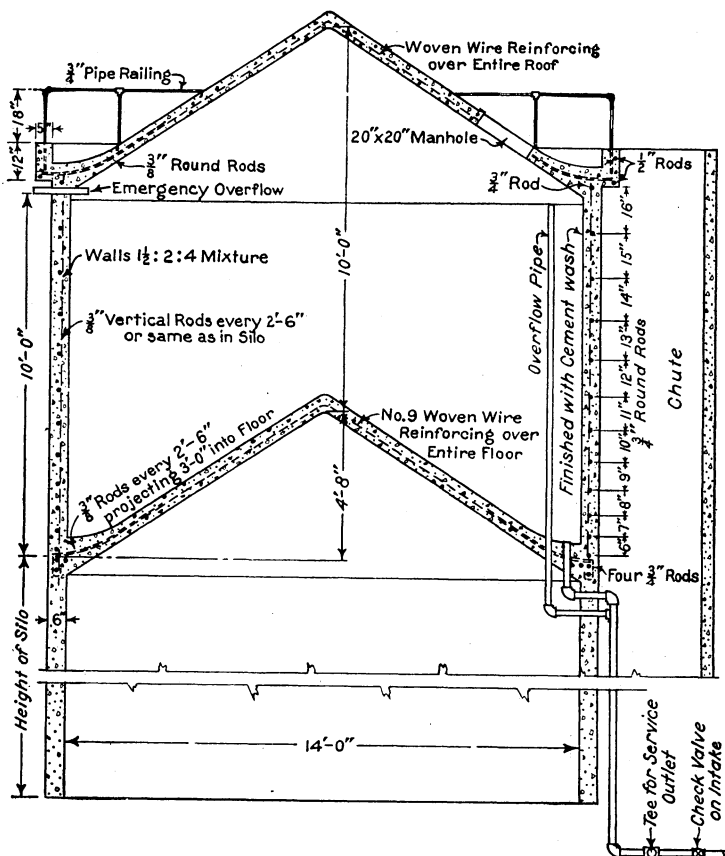 Woven Wire Reinforcing
over Entire Roof
3/4" Pipe Railing
18"
5"
12"
20"x20" Manhole
3/8" Round Rods
1/2" Rods
3/4" Rod
Emergency Overflow
16"
15"
14"
13"
12"
11"
10"
9"
8"
7"
6"
3/4" Round Rods
Chute
Finished with Cement wash
Overflow Pipe
10'-0"
10'-0"
Walls 1 1/2 : 2 : 4 Mixture
3/8" Vertical Rods every 2'-6"
or same as in Silo
No.9 Woven Wire
Reinforcing over
Entire Floor
3/8" Rods every 2'-6"
projecting 3'-0" into Floor
4'-8"
Four 3/4" Rods
6"
Height of Silo
14'-0"
Tee for Service
Outlet
Check Valve
on Intake